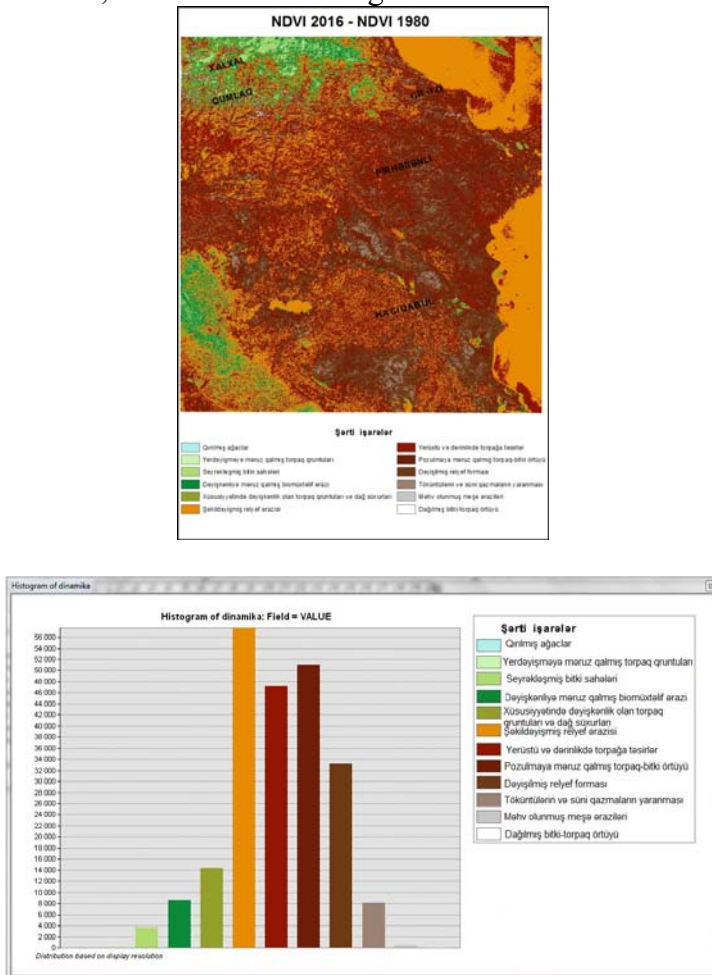 NDVI 2016 - NDVI 1980
XALXAL
QUMLAQ
PIRHƏSƏNLI
HACIQABUL
Şərti işarələr
Qırılmış ağaclar
Yerdəyişməyə məruz qalmış torpaq qruntuları
Seyrəkləşmiş bitki sahələri
Dəyişkənliyə məruz qalmış biomüxtəlif ərazi
Xüsusiyyətində dəyişkənlik olan torpaq qruntuları və dağ süxurları
Şəkildəyişmiş relyef ərazisi
Yerüstü və dərinlikdə torpağa təsirlər
Pozulmaya məruz qalmış torpaq-bitki örtüyü
Dəyişilmiş relyef forması
Töküntülərin və süni qazmaların yaranması
Məhv olunmuş meşə əraziləri
Dağılmış bitki-torpaq örtüyü
Histogram of dinamika
Histogram of dinamika: Field = VALUE
56 000
54 000
52 000
50 000
48 000
46 000
44 000
42 000
40 000
38 000
36 000
34 000
32 000
30 000
28 000
26 000
24 000
22 000
20 000
18 000
16 000
14 000
12 000
10 000
8 000
6 000
4 000
2 000
0
Distribution based on display resolution
Şərti işarələr
Qırılmış ağaclar
Yerdəyişməyə məruz qalmış torpaq qruntuları
Seyrəkləşmiş bitki sahələri
Dəyişkənliyə məruz qalmış biomüxtəlif ərazi
Xüsusiyyətində dəyişkənlik olan torpaq
qruntuları və dağ süxurları
Şəkildəyişmiş relyef ərazisi
Yerüstü və dərinlikdə torpağa təsirlər
Pozulmaya məruz qalmış torpaq-bitki örtüyü
Dəyişilmiş relyef forması
Töküntülərin və süni qazmaların yaranması
Məhv olunmuş meşə əraziləri
Dağılmış bitki-torpaq örtüyü